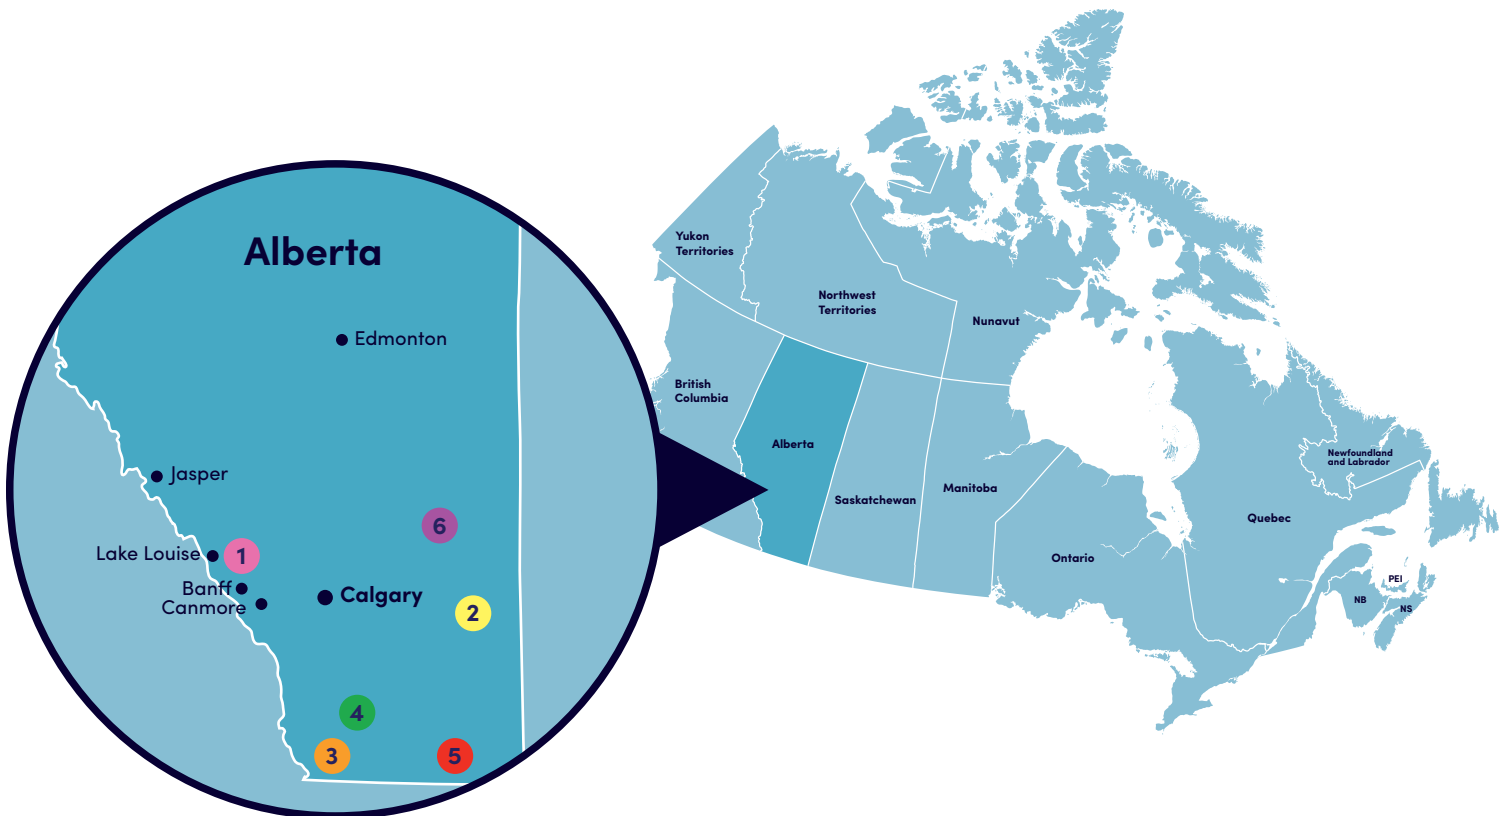 Alberta
Edmonton
Jasper
6
Lake Louise
1
Banff
Canmore
Calgary
2
4
3
5
Yukon
Territories
Northwest
Territories
Nunavut
British
Columbia
Alberta
Saskatchewan
Manitoba
Ontario
Quebec
Newfoundland
and Labrador
PEI
NB
NS